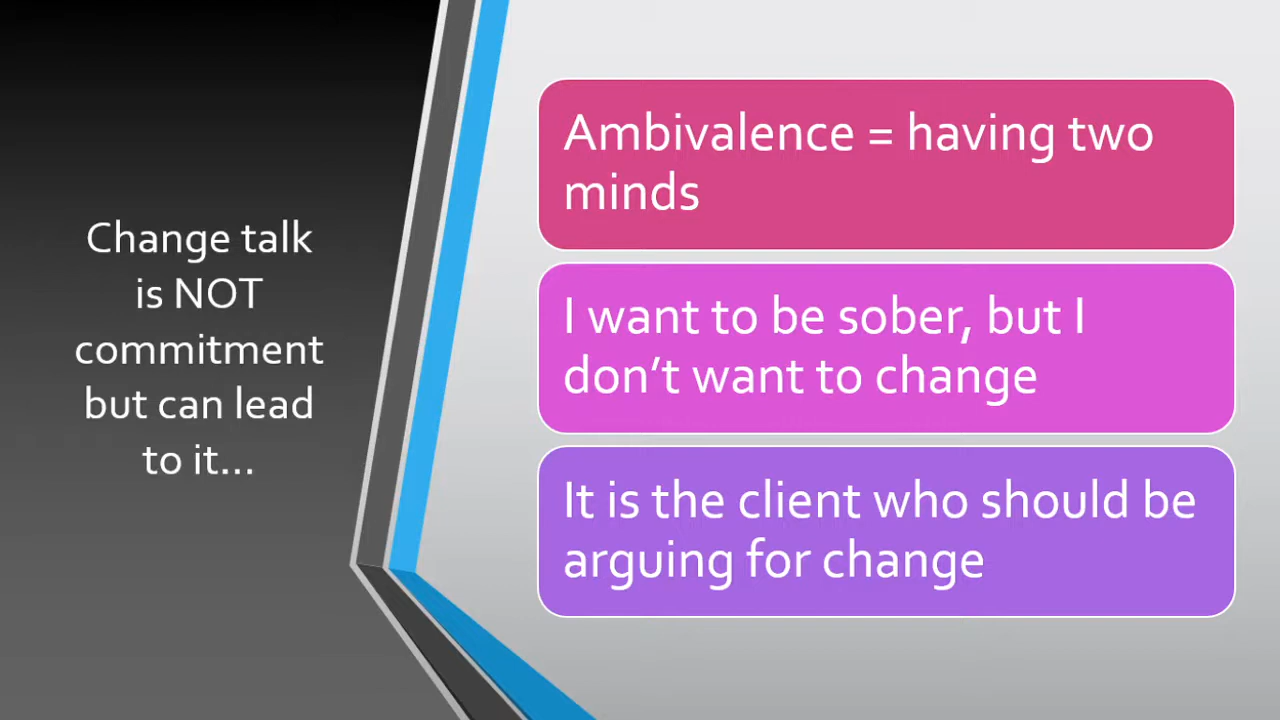 Change talk
is NOT
commitment
but can lead
to it...
Ambivalence = having two
minds
I want to be sober, but I
don’t want to change
It is the client who should be
arguing for change